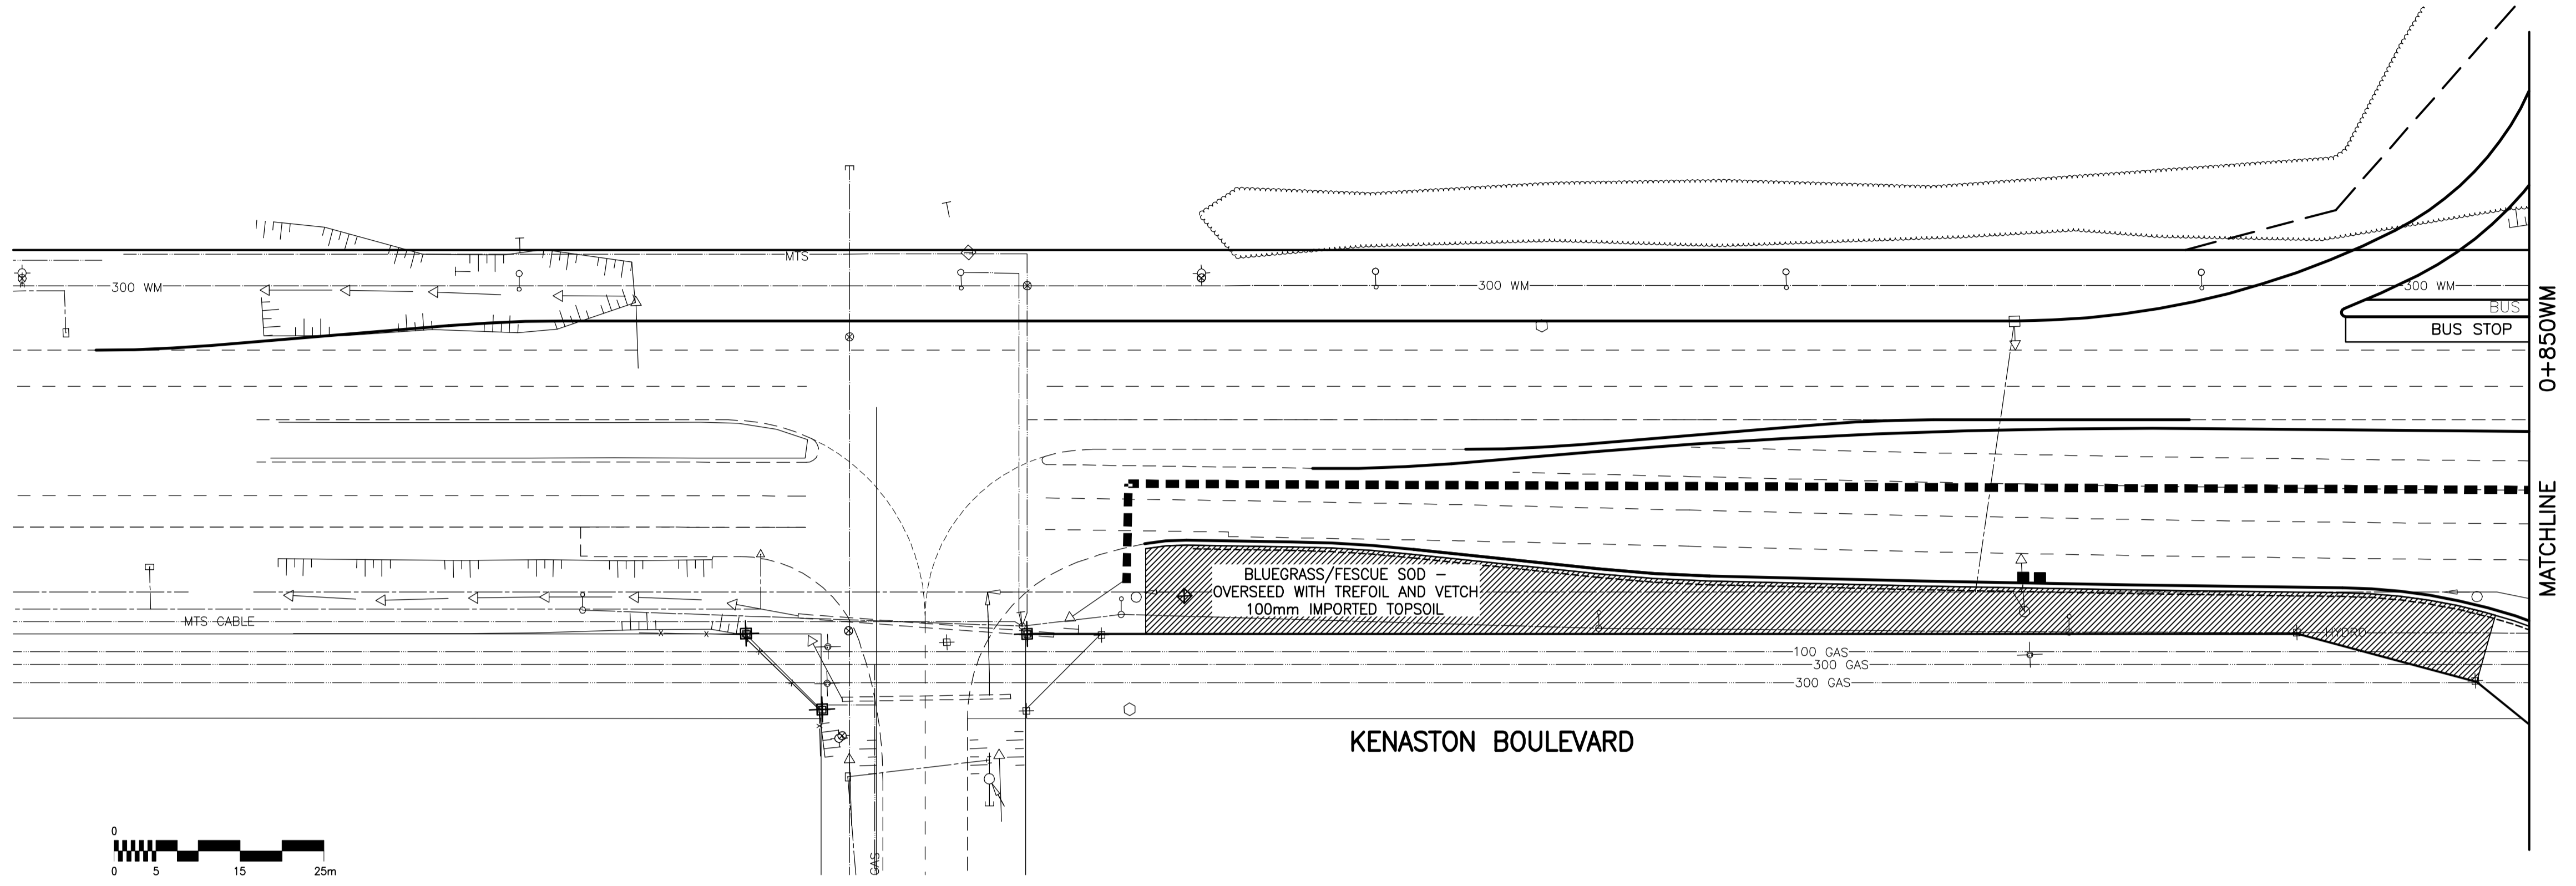 MTS
300 WM
300 WM
300 WM
BUS
BUS STOP
MATCHLINE 0+850WM
BLUEGRASS/FESCUE SOD –
OVERSEED WITH TREFOIL AND VETCH
100mm IMPORTED TOPSOIL
MTS CABLE
HYDRO
100 GAS
300 GAS
300 GAS
KENASTON BOULEVARD
GAS
0
0 5 15 25m